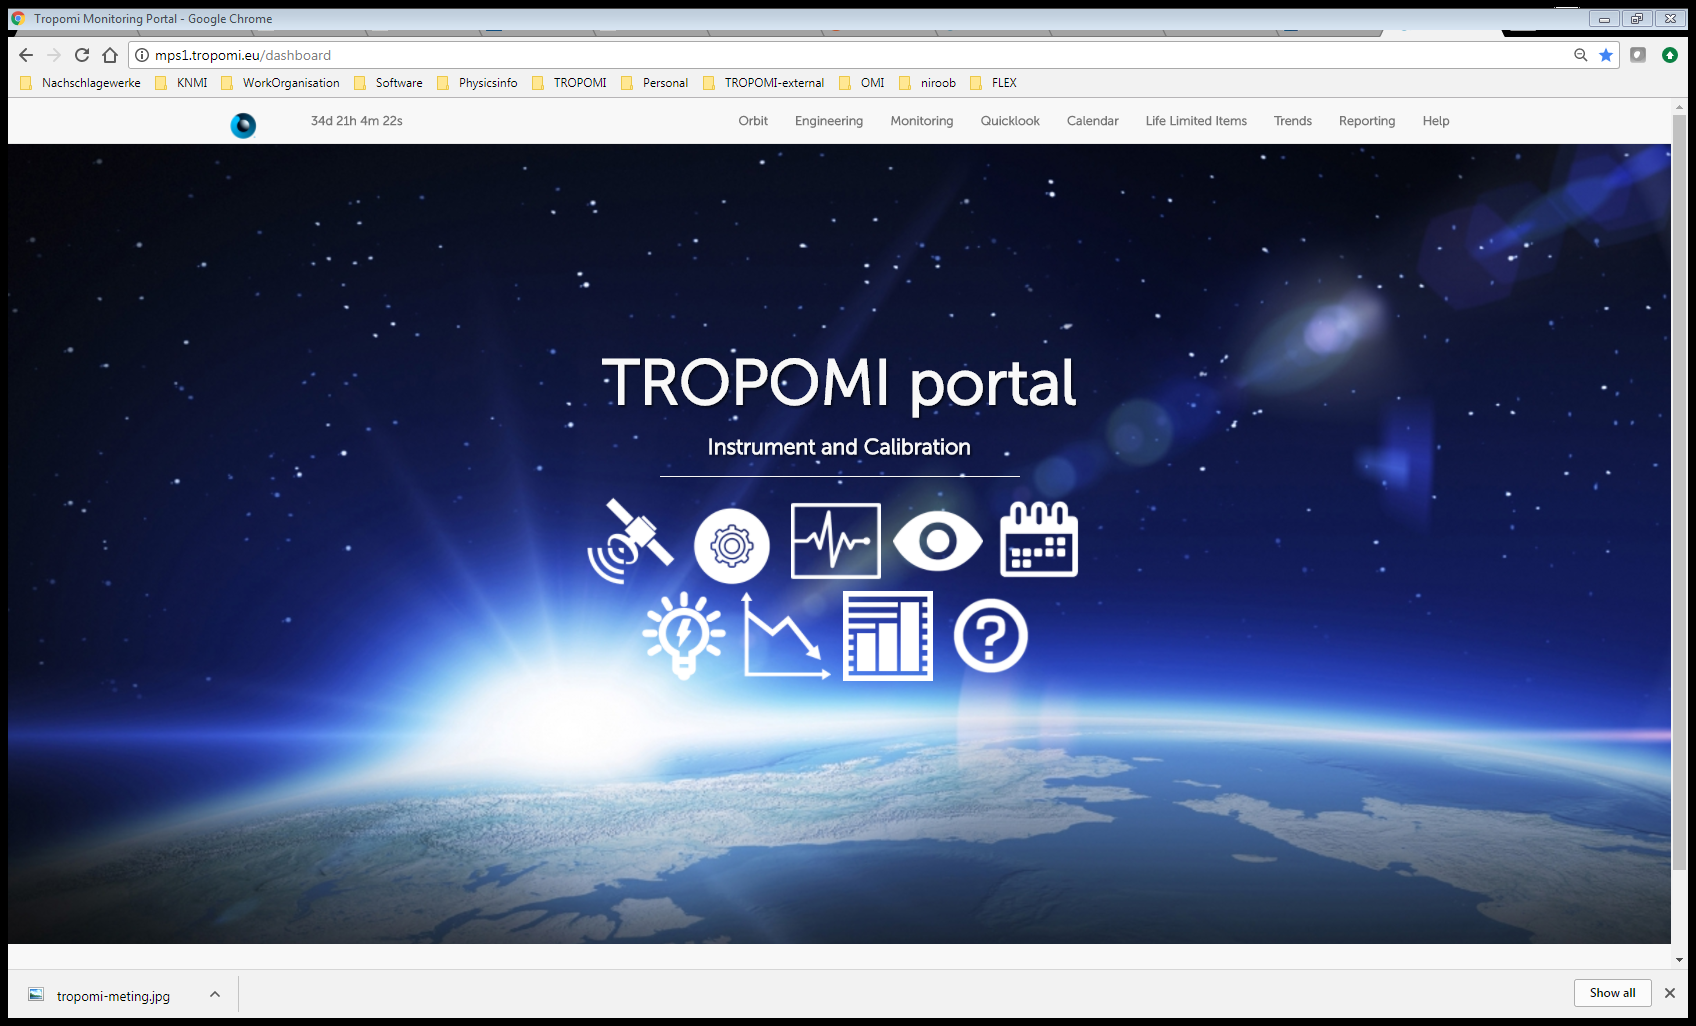 Tropomi Monitoring Portal - Google Chrome
mps1.tropomi.eu/dashboard
Nachschlagewerke KNMI WorkOrganisation Software Physicsinfo TROPOMI Personal TROPOMI-external OMI niroob FLEX
34d 21h 4m 22s Orbit Engineering Monitoring Quicklook Calendar Life Limited Items Trends Reporting Help
TROPOMI portal
Instrument and Calibration
?
tropomi-meting.jpg Show all